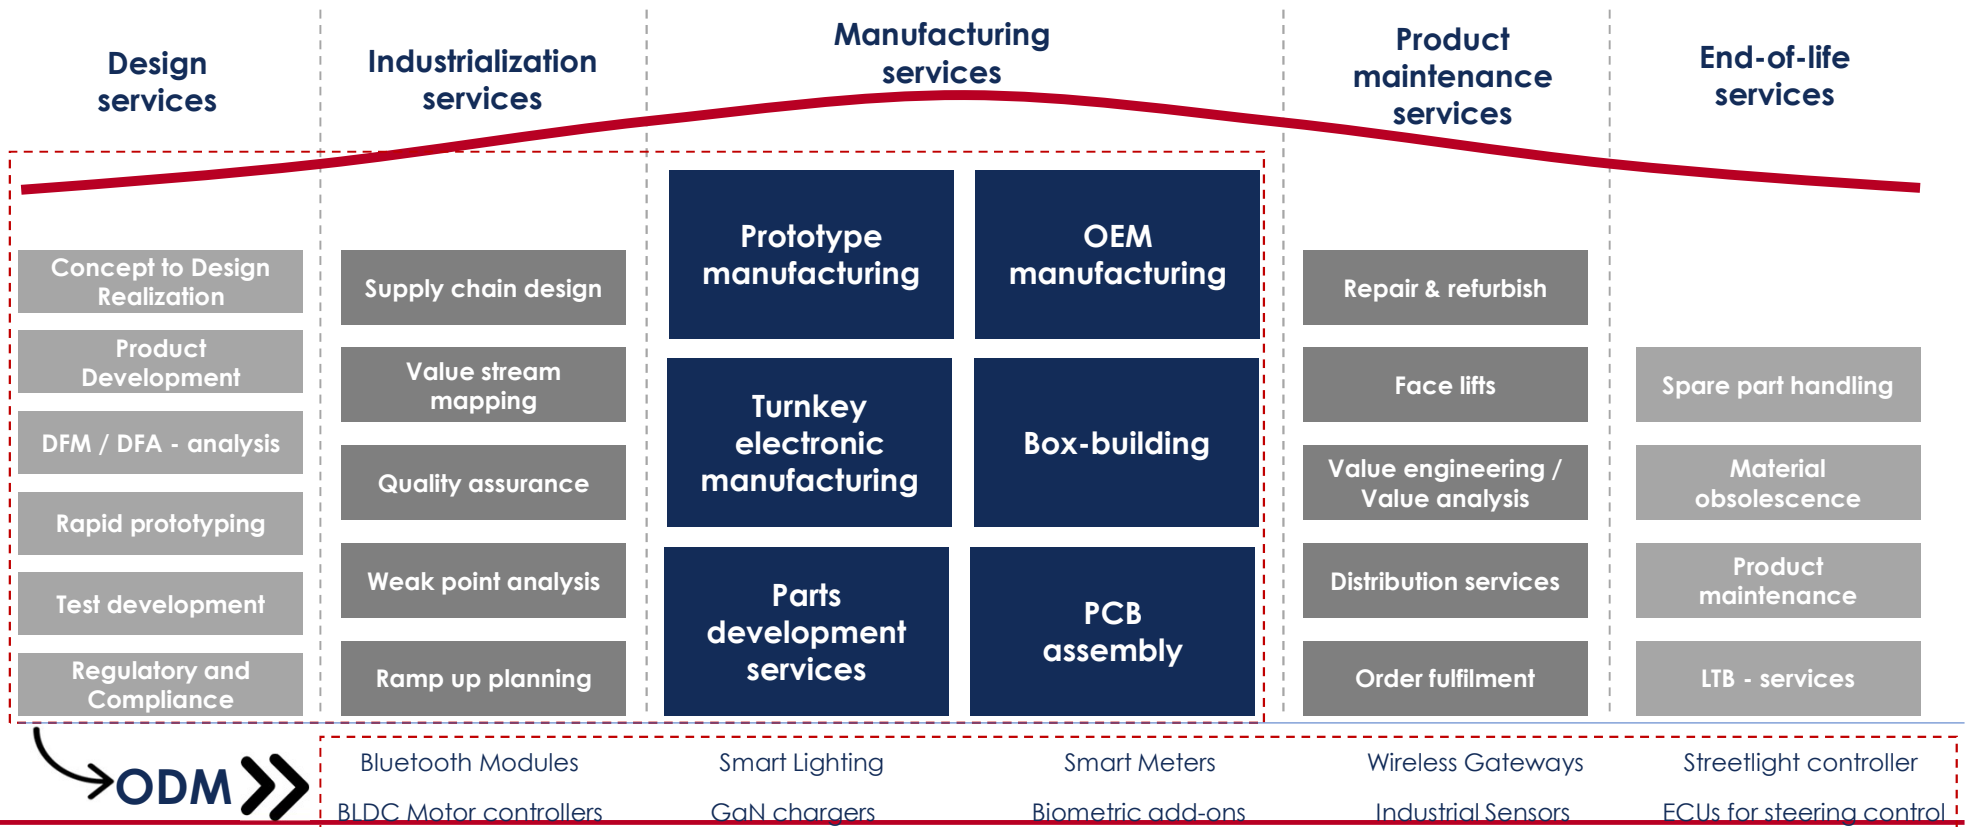 Design
services
Industrialization
services
Manufacturing
services
Product
maintenance
services
End-of-life
services
Concept to Design
Realization
Product
Development
DFM / DFA - analysis
Rapid prototyping
Test development
Regulatory and
Compliance
Supply chain design
Value stream
mapping
Quality assurance
Weak point analysis
Ramp up planning
Prototype
manufacturing
OEM
manufacturing
Turnkey
electronic
manufacturing
Box-building
Parts
development
services
PCB
assembly
Repair & refurbish
Face lifts
Value engineering /
Value analysis
Distribution services
Order fulfilment
Spare part handling
Material
obsolescence
Product
maintenance
LTB - services
ODM
Bluetooth Modules
Smart Lighting
Smart Meters
Wireless Gateways
Streetlight controller
BLDC Motor controllers
GaN chargers
Biometric add-ons
Industrial Sensors
ECUs for steering control